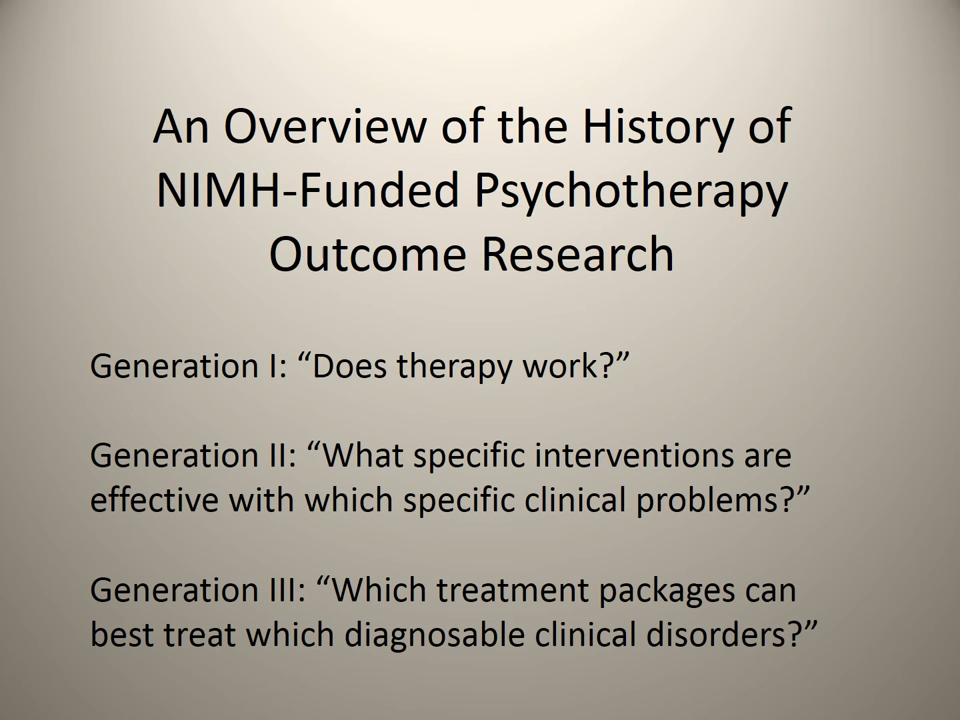 An Overview of the History of
NIMH-Funded Psychotherapy
Outcome Research
Generation I: “Does therapy work?”
Generation II: “What specific interventions are
effective with which specific clinical problems?”
Generation III: “Which treatment packages can
best treat which diagnosable clinical disorders?”